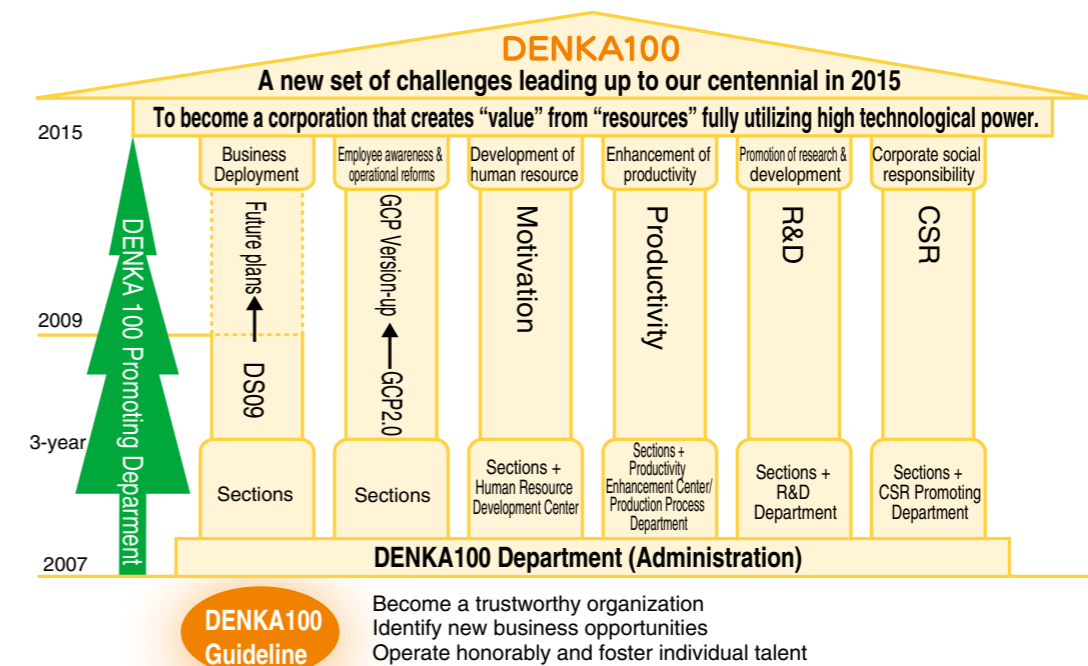 DENKA100
A new set of challenges leading up to our centennial in 2015
To become a corporation that creates “value” from “resources” fully utilizing high technological power.
2015
2009
3-year
2007
DENKA 100 Promoting Deparment
Business
Deployment
Future plans
DS09
Sections
Employee awareness &
operational reforms
GCP Version-up
GCP2.0
Sections
Development of
human resource
Motivation
Sections +
Human Resource
Development Center
Enhancement of
productivity
Productivity
Sections +
Productivity
Enhancement Center/
Production Process
Department
Promotion of research &
development
R&D
Sections +
R&D
Department
Corporate social
responsibility
CSR
Sections +
CSR Promoting
Department
DENKA100 Department (Administration)
DENKA100
Guideline
Become a trustworthy organization
Identify new business opportunities
Operate honorably and foster individual talent